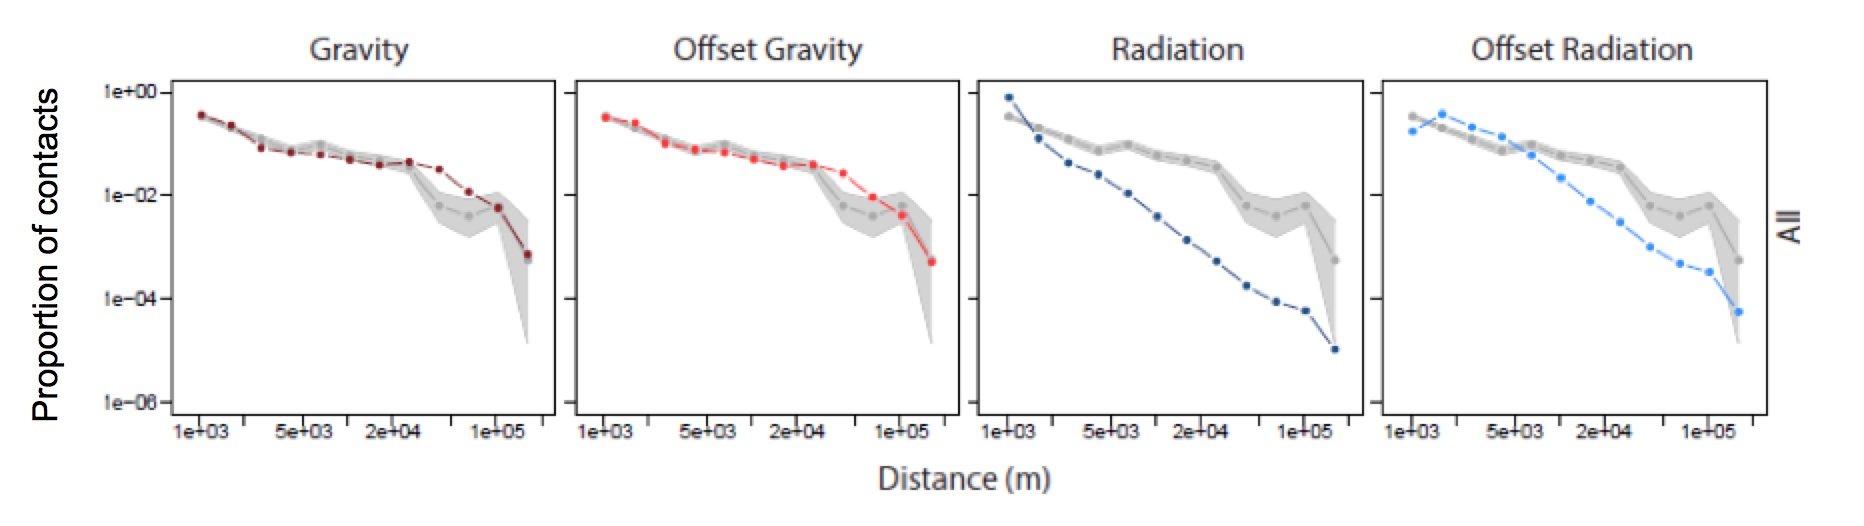 Gravity Offset Gravity Radiation Offset Radiation
Proportion of contacts
1e+00
1e−02
1e−04
1e−06
All
1e+03 5e+03 2e+04 1e+05 1e+03 5e+03 2e+04 1e+05 1e+03 5e+03 2e+04 1e+05 1e+03 5e+03 2e+04 1e+05
Distance (m)